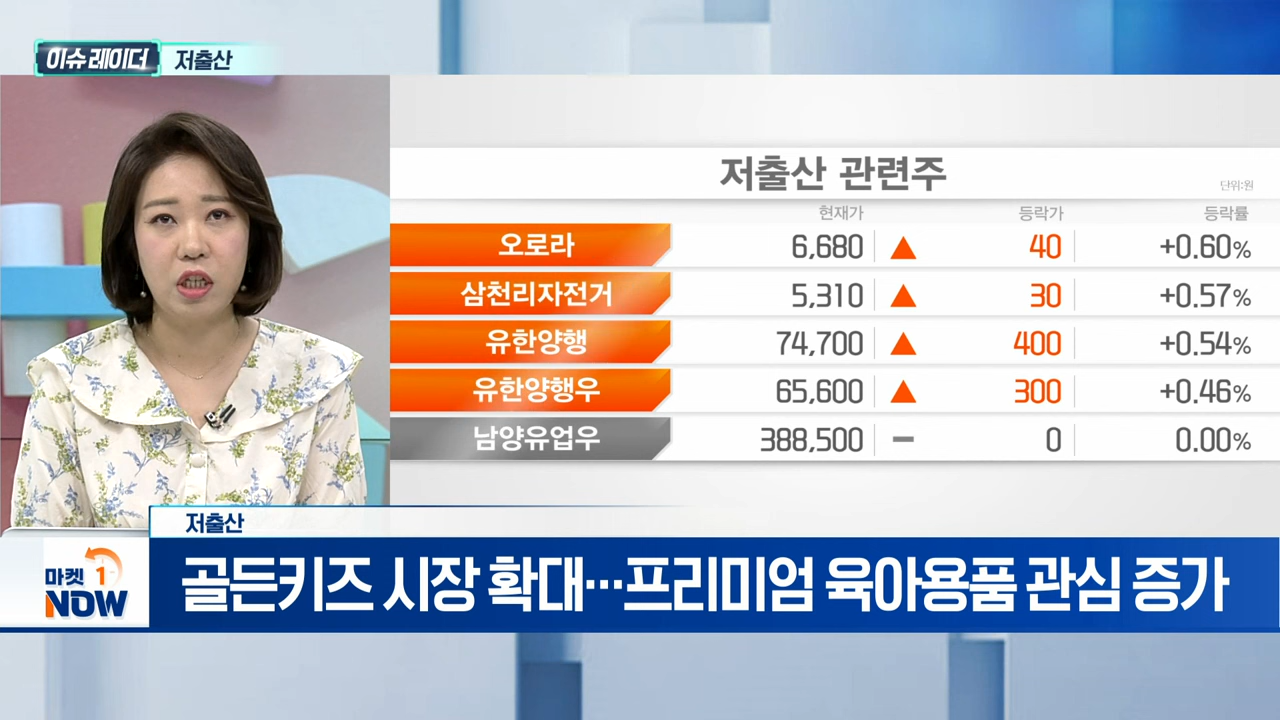 이슈레이더 저출산
저출산 관련주
단위:원
현재가 등락가 등락률
오로라 6,680 ▲ 40 +0.60%
삼천리자전거 5,310 ▲ 30 +0.57%
유한양행 74,700 ▲ 400 +0.54%
유한양행우 65,600 ▲ 300 +0.46%
남양유업우 388,500 － 0 0.00%
저출산
마켓 1
NOW
골든키즈 시장 확대…프리미엄 육아용품 관심 증가